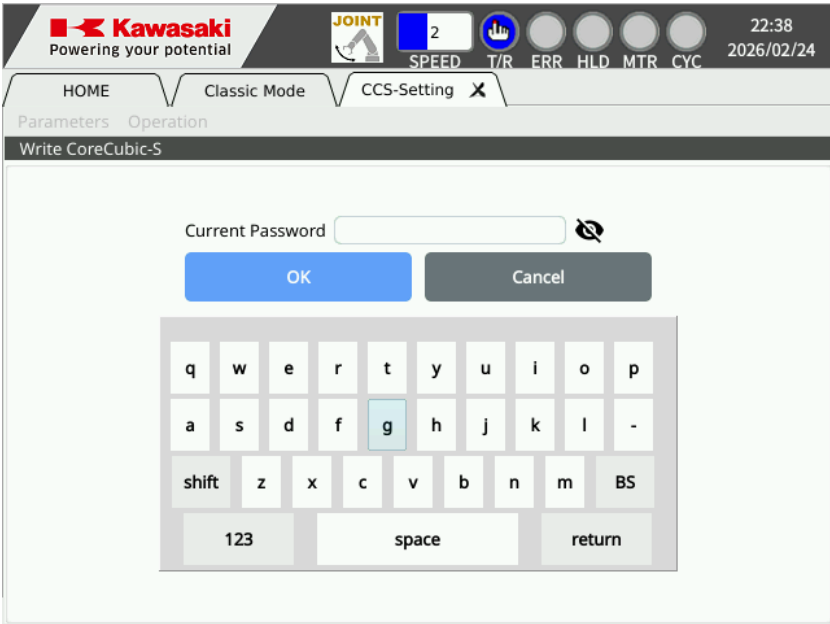 Kawasaki
Powering your potential
JOINT
2
SPEED T/R ERR HLD MTR CYC
22:38
2026/02/24
HOME Classic Mode CCS-Setting X
Parameters Operation
Write CoreCubic-S
Current Password
OK Cancel
q w e r t y u i o p
a s d f g h j k l -
shift z x c v b n m BS
123 space return